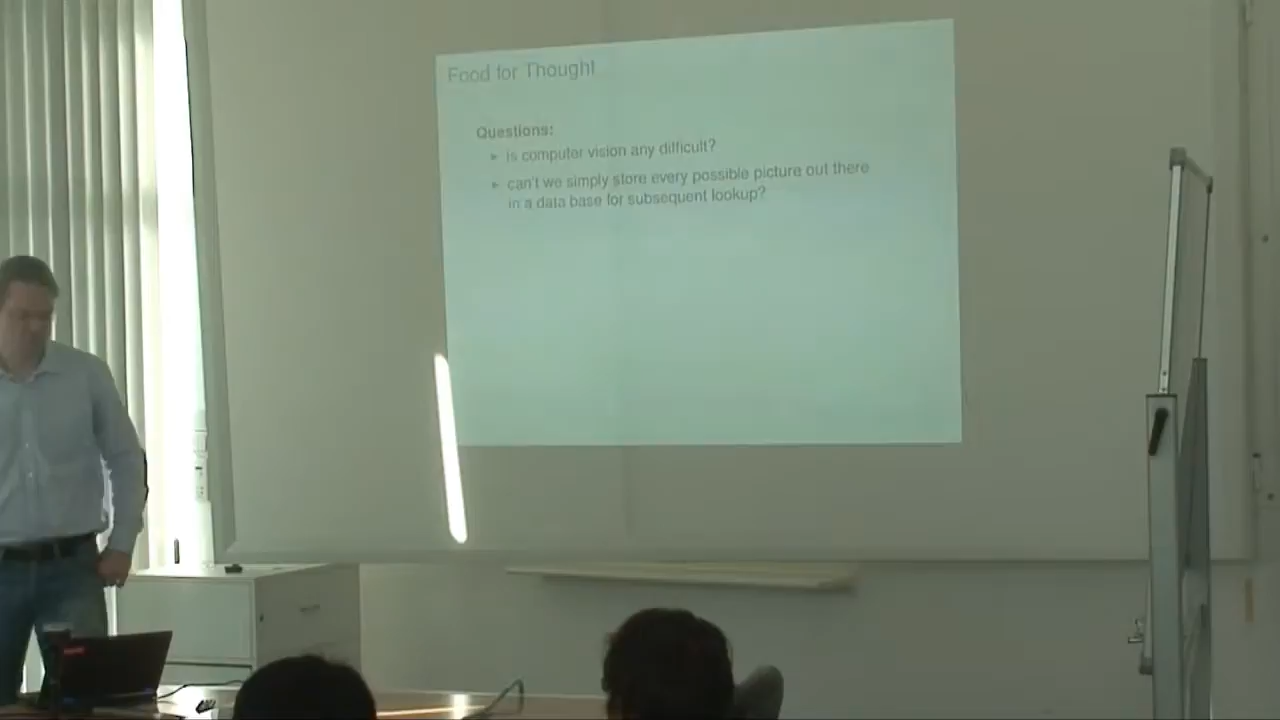 Food for Thought
Questions:
▸ is computer vision any difficult?
▸ can't we simply store every possible picture out there
in a data base for subsequent lookup?